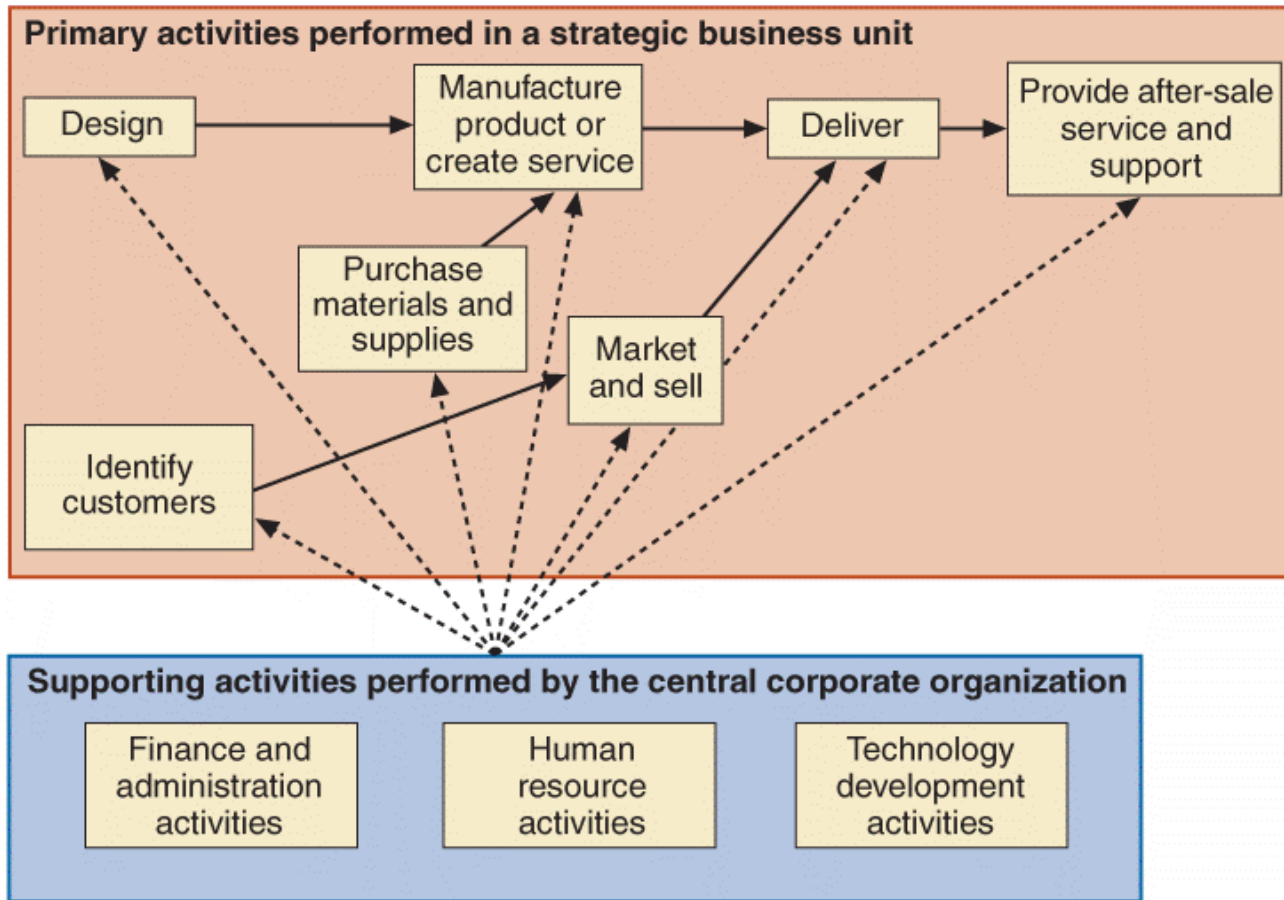 Primary activities performed in a strategic business unit
Design
Manufacture
product or
create service
Deliver
Provide after-sale
service and
support
Purchase
materials and
supplies
Market
and sell
Identify
customers
Supporting activities performed by the central corporate organization
Finance and
administration
activities
Human
resource
activities
Technology
development
activities